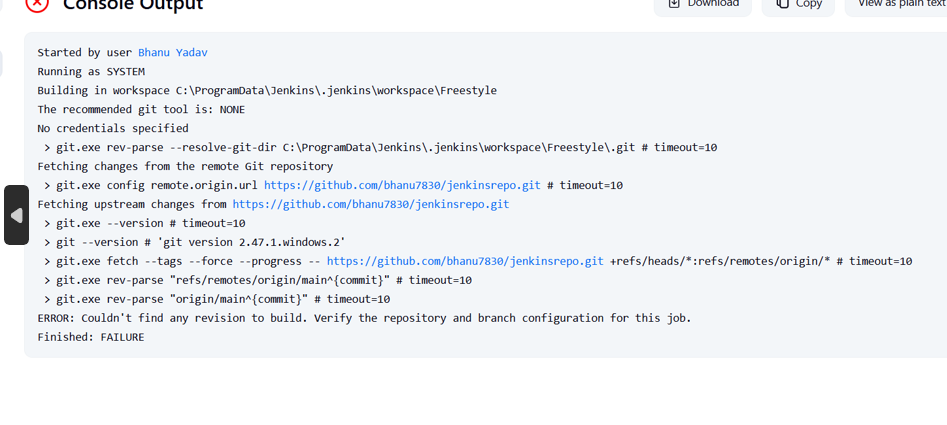 Console Output
Download
Copy
View as plain text
Started by user Bhanu Yadav
Running as SYSTEM
Building in workspace C:\ProgramData\Jenkins\.jenkins\workspace\Freestyle
The recommended git tool is: NONE
No credentials specified
> git.exe rev-parse --resolve-git-dir C:\ProgramData\Jenkins\.jenkins\workspace\Freestyle\.git # timeout=10
Fetching changes from the remote Git repository
> git.exe config remote.origin.url https://github.com/bhanu7830/jenkinsrepo.git # timeout=10
Fetching upstream changes from https://github.com/bhanu7830/jenkinsrepo.git
> git.exe --version # timeout=10
> git --version # 'git version 2.47.1.windows.2'
> git.exe fetch --tags --force --progress -- https://github.com/bhanu7830/jenkinsrepo.git +refs/heads/*:refs/remotes/origin/* # timeout=10
> git.exe rev-parse "refs/remotes/origin/main^{commit}" # timeout=10
> git.exe rev-parse "origin/main^{commit}" # timeout=10
ERROR: Couldn't find any revision to build. Verify the repository and branch configuration for this job.
Finished: FAILURE